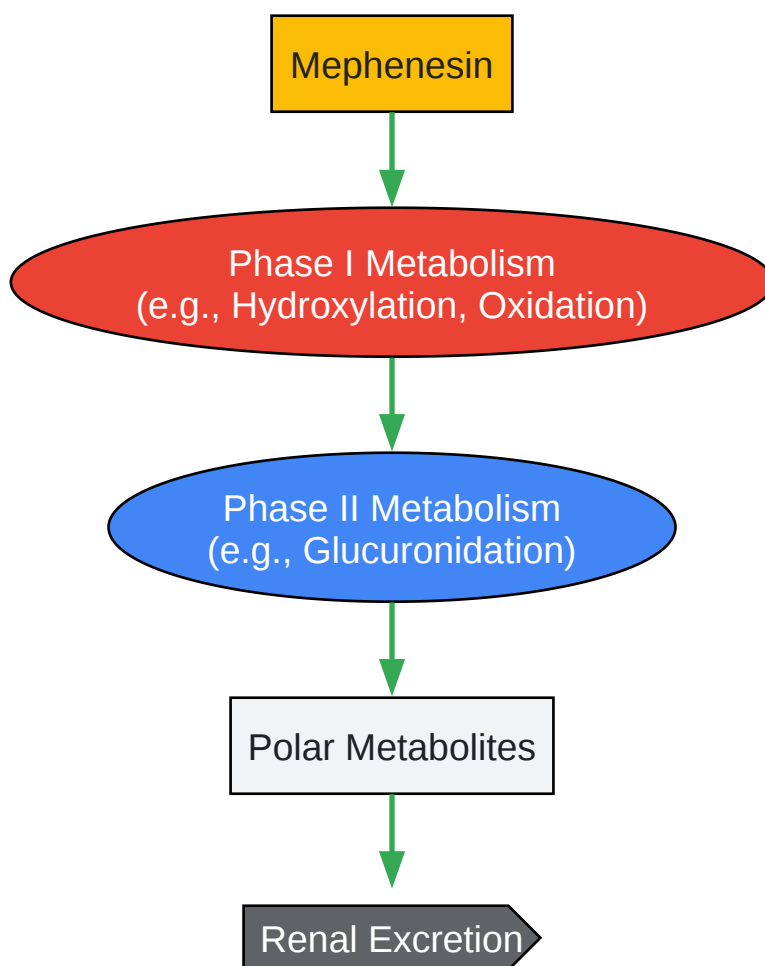 Mephenesin
Phase I Metabolism
(e.g., Hydroxylation, Oxidation)
Phase II Metabolism
(e.g., Glucuronidation)
Polar Metabolites
Renal Excretion